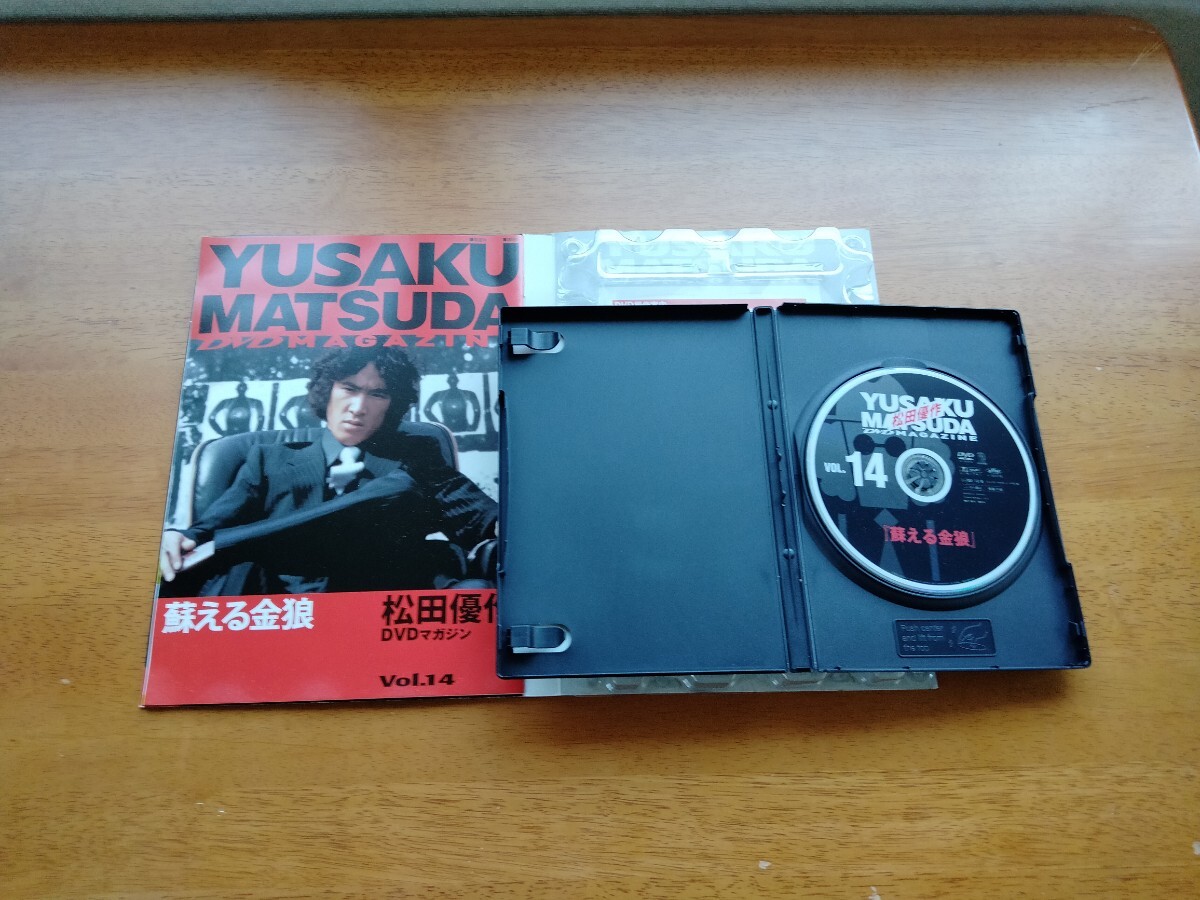 YUSAKU
MATSUDA
DVD MAGAZIN
蘇える金狼
松田優作
DVDマガジン
Vol.14
YUSAKU
松田優作
MATSUDA
DVD MAGAZINE
VOL. 14
DVD
『蘇える金狼』
Push center
and lift from
the top